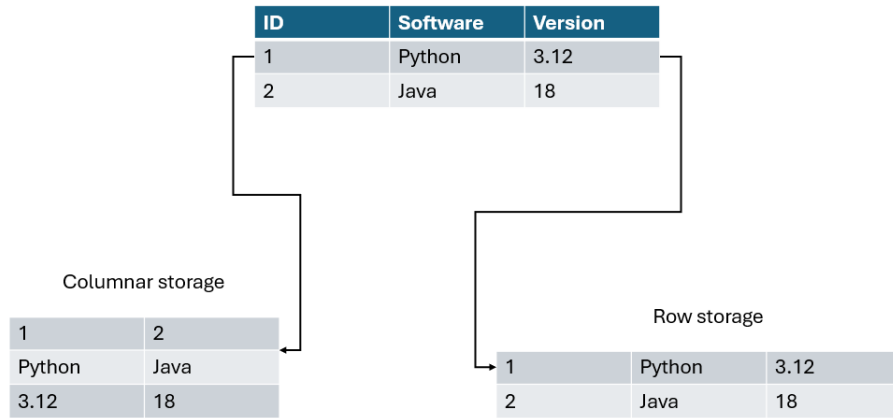 ID Software Version
1 Python 3.12
2 Java 18
Columnar storage
1 2
Python Java
3.12 18
Row storage
1 Python 3.12
2 Java 18